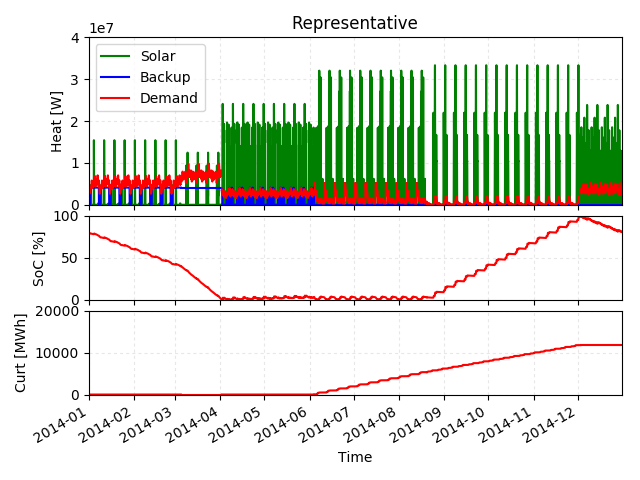 Representative
1e7
4
3
2
1
0
Heat [W]
Solar
Backup
Demand
100
50
0
SoC [%]
20000
10000
0
Curt [MWh]
2014-01
2014-02
2014-03
2014-04
2014-05
2014-06
2014-07
2014-08
2014-09
2014-10
2014-11
2014-12
Time